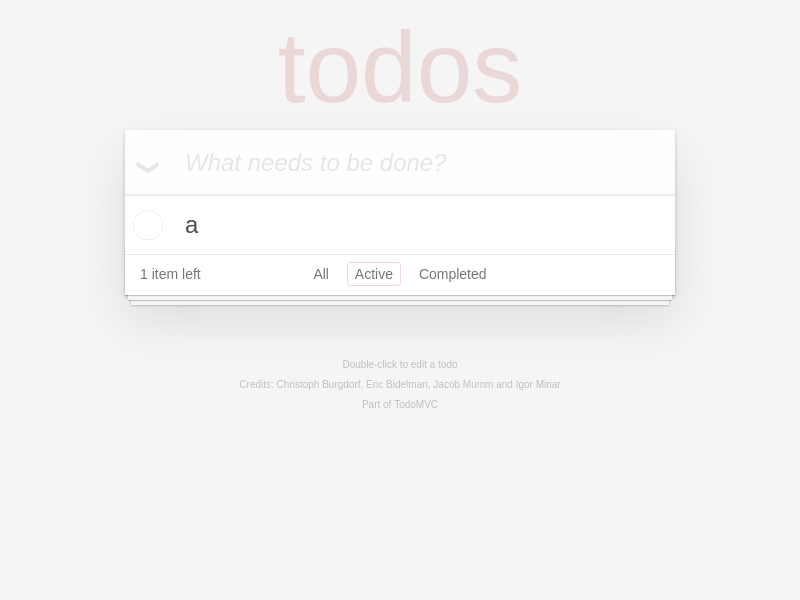 todos
What needs to be done?
a
1 item left All Active Completed
Double-click to edit a todo
Credits: Christoph Burgdorf, Eric Bidelman, Jacob Mumm and Igor Minar
Part of TodoMVC